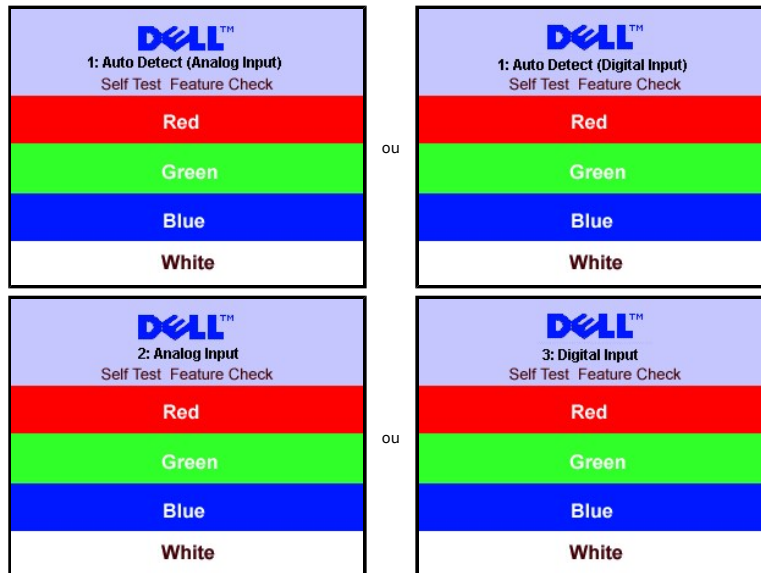 DELL™
1: Auto Detect (Analog Input)
Self Test Feature Check
Red
Green
Blue
White
ou
DELL™
1: Auto Detect (Digital Input)
Self Test Feature Check
Red
Green
Blue
White
DELL™
2: Analog Input
Self Test Feature Check
Red
Green
Blue
White
ou
DELL™
3: Digital Input
Self Test Feature Check
Red
Green
Blue
White